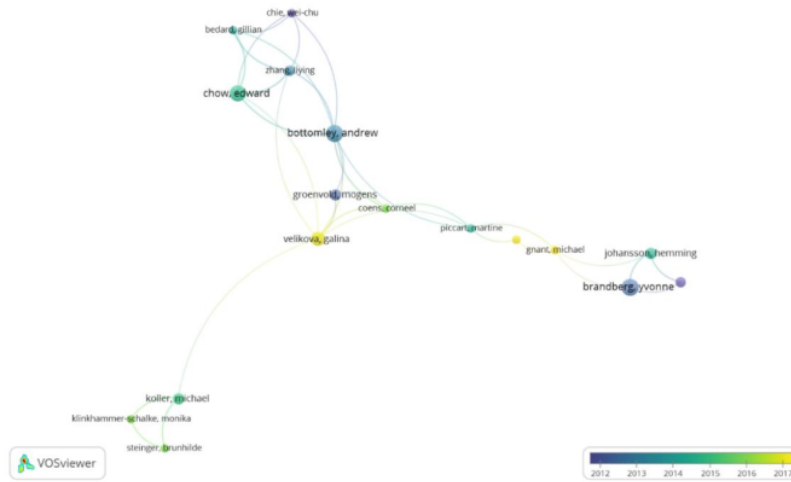 chie, wei-chu
bedard, gillian
zhang, liying
chow, edward
bottomley, andrew
groenvold, mogens
coens, corneel
piccart, martine
velikova, galina
gnant, michael
johansson, hemming
brandberg, yvonne
koller, michael
klinkhammer-schalke, monika
steinger, brunhilde
VOSviewer
2012 2013 2014 2015 2016 2017